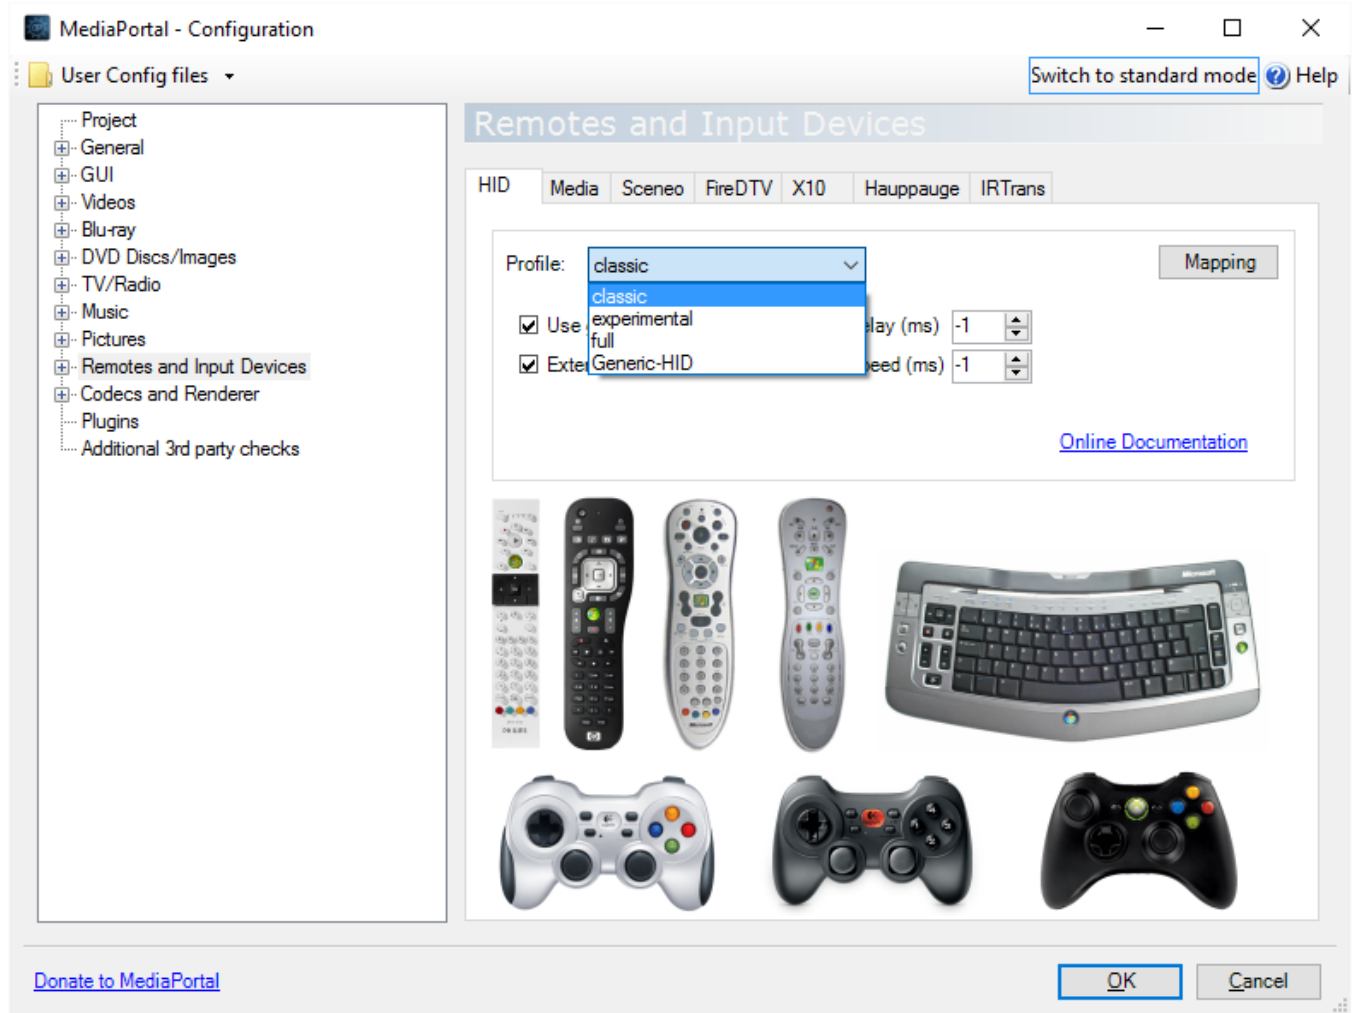 MediaPortal - Configuration
User Config files
Switch to standard mode
Help
Project
General
GUI
Videos
Blu-ray
DVD Discs/Images
TV/Radio
Music
Pictures
Remotes and Input Devices
Codecs and Renderer
Plugins
Additional 3rd party checks
Remotes and Input Devices
HID Media Sceneo FireDTV X10 Hauppauge IRTrans
Profile: classic Mapping
classic
experimental
full
Generic-HID
Use elay (ms) -1
Exte eed (ms) -1
Online Documentation
Microsoft
Donate to MediaPortal
OK Cancel